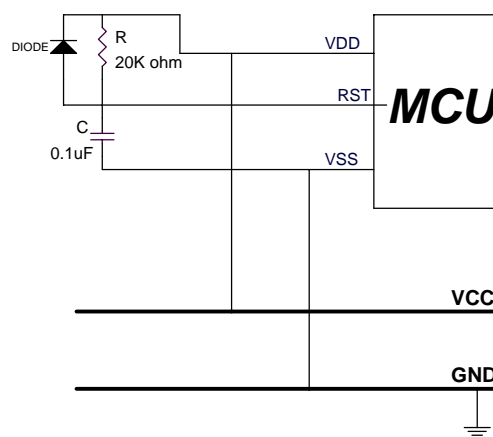 R
VDD
DIODE
20K ohm
RST
MCU
C
0.1uF
VSS
VCC
GND